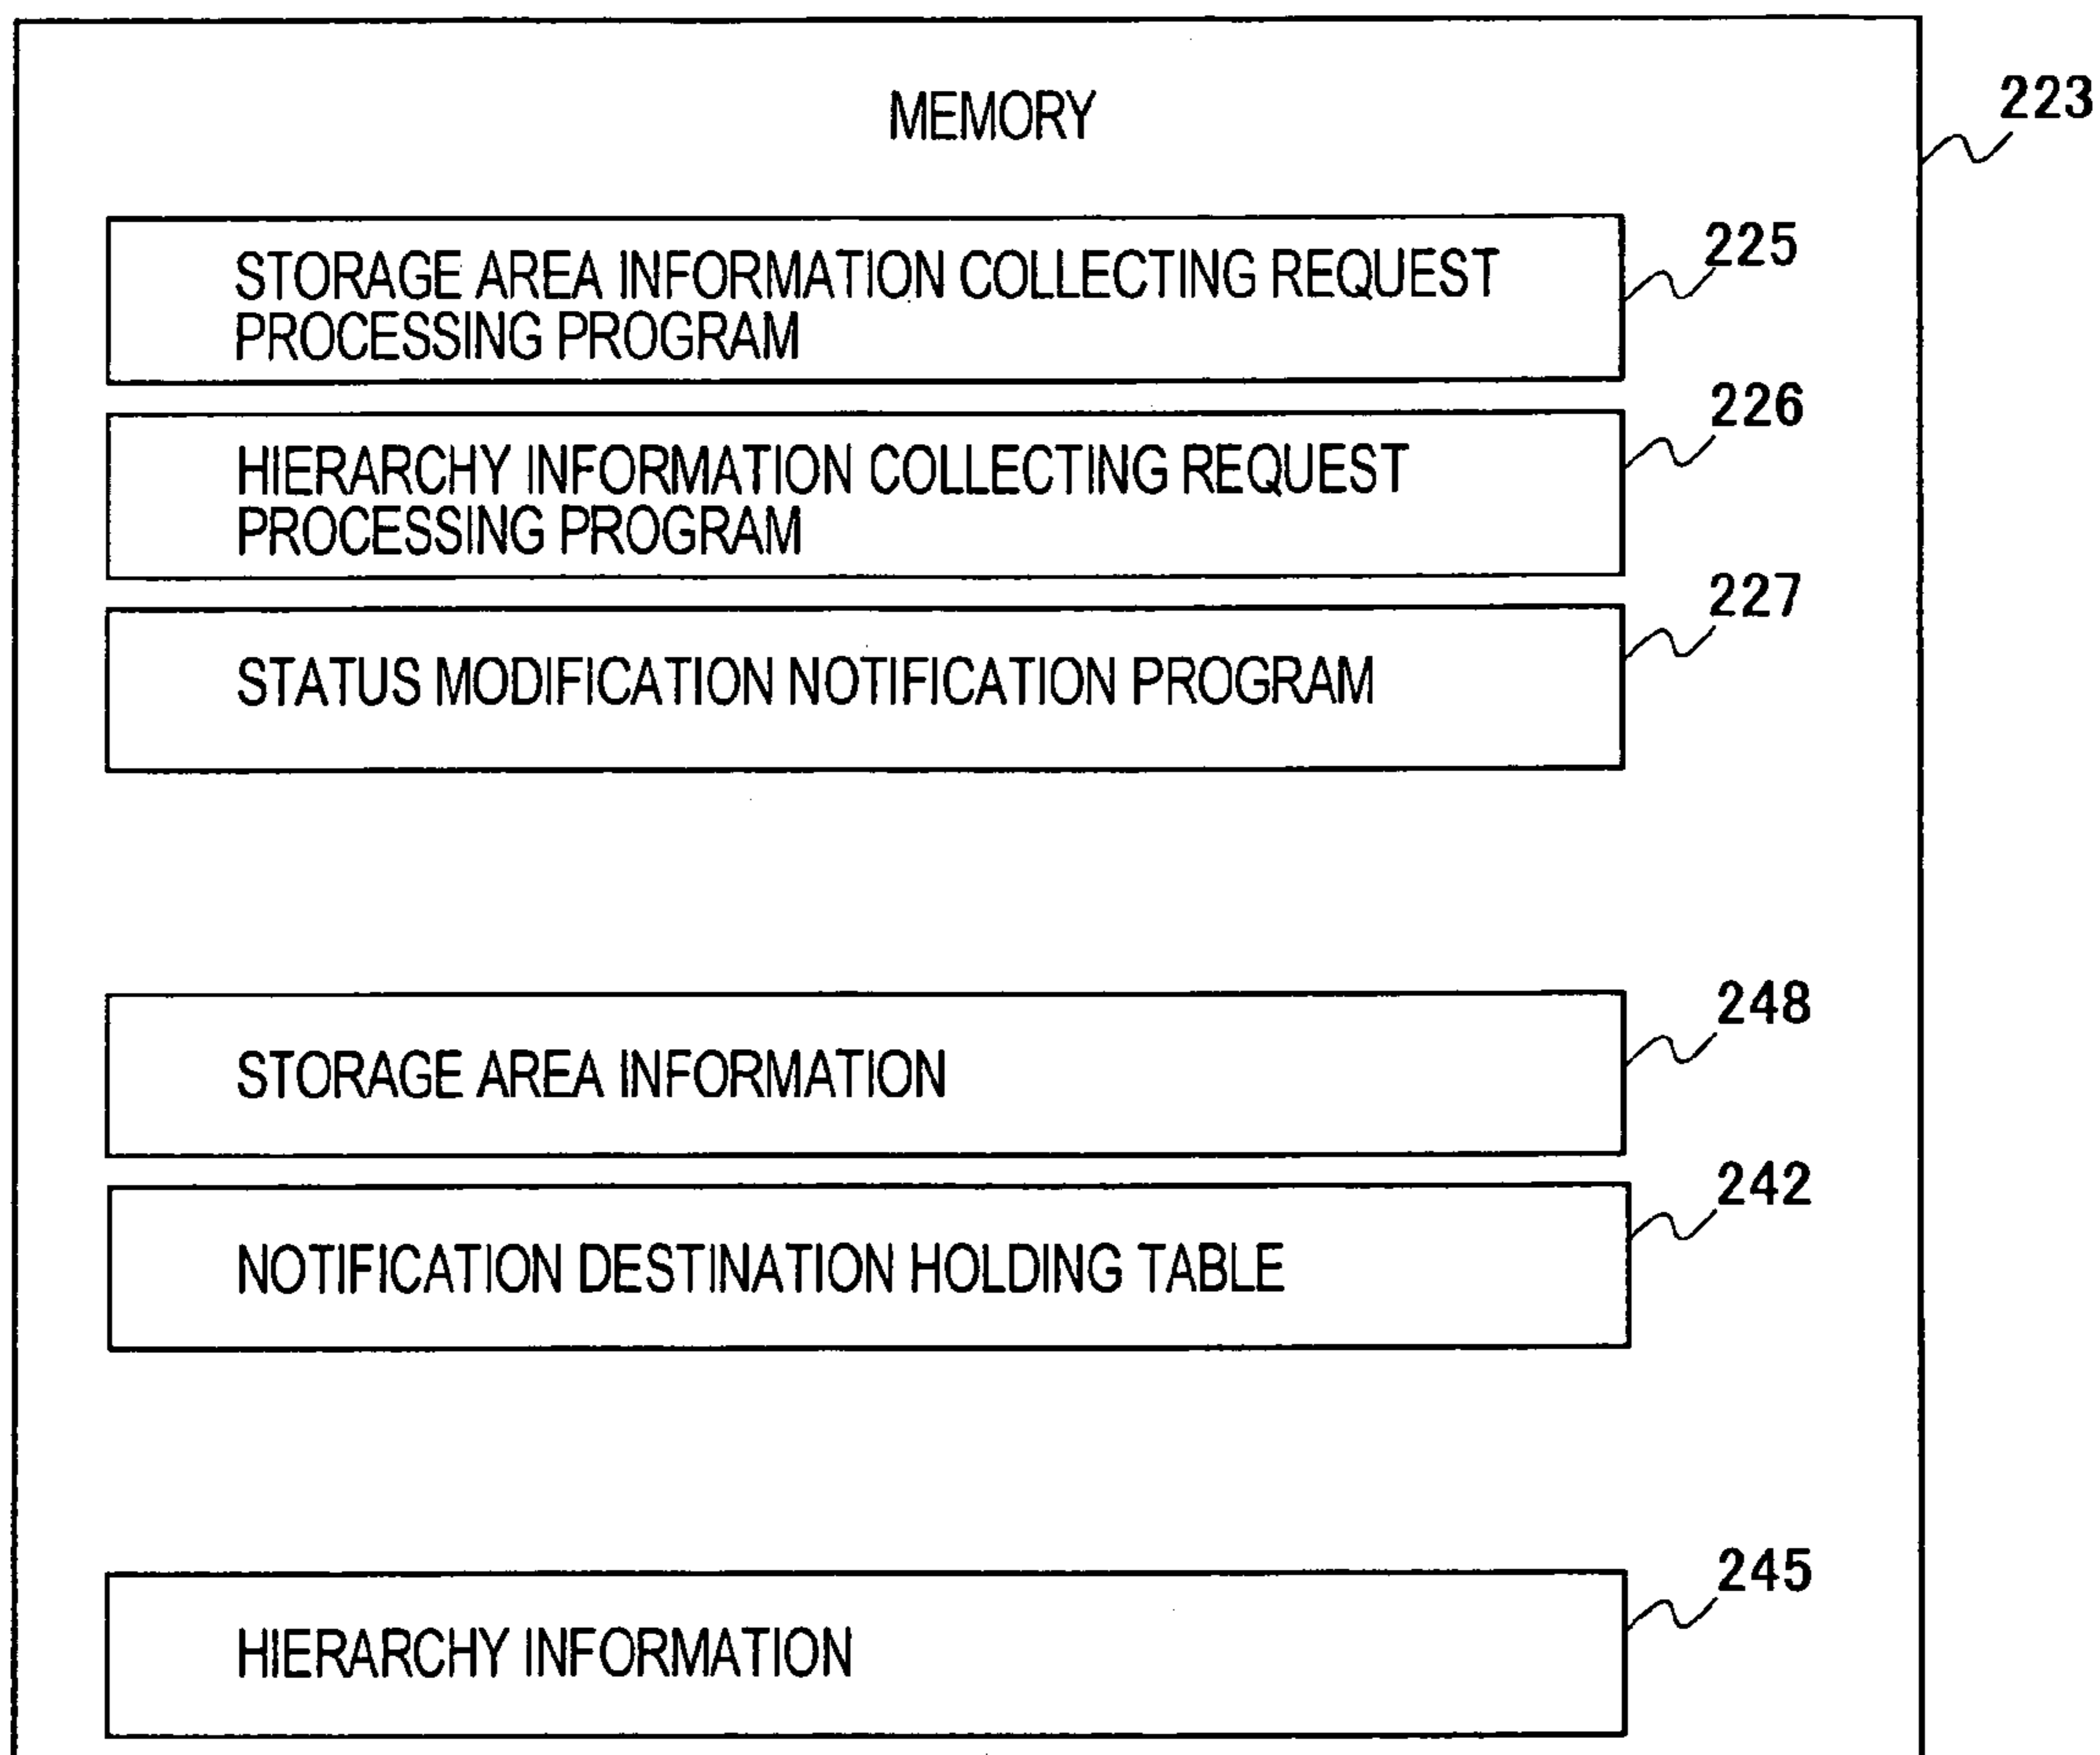 MEMORY
223
225
STORAGE AREA INFORMATION COLLECTING REQUEST
PROCESSING PROGRAM
226
HIERARCHY INFORMATION COLLECTING REQUEST
PROCESSING PROGRAM
227
STATUS MODIFICATION NOTIFICATION PROGRAM
248
STORAGE AREA INFORMATION
242
NOTIFICATION DESTINATION HOLDING TABLE
245
HIERARCHY INFORMATION